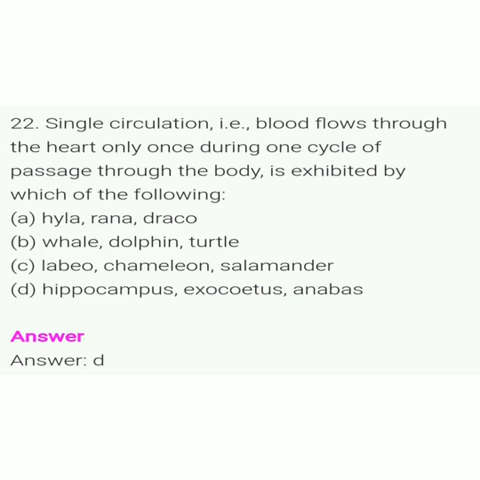 22. Single circulation, i.e., blood flows through
the heart only once during one cycle of
passage through the body, is exhibited by
which of the following:
(a) hyla, rana, draco
(b) whale, dolphin, turtle
(c) labeo, chameleon, salamander
(d) hippocampus, exocoetus, anabas
Answer
Answer: d